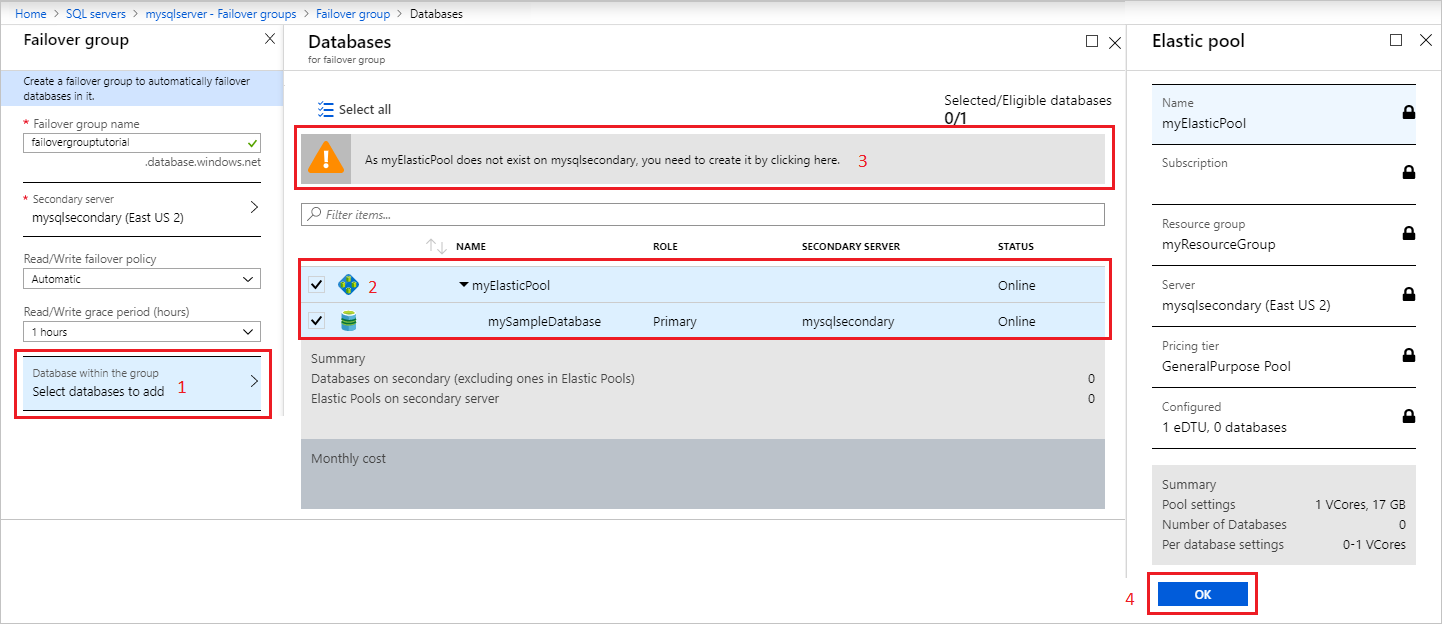 Home > SQL servers > mysqlserver - Failover groups > Failover group > Databases
Failover group
Create a failover group to automatically failover
databases in it.
* Failover group name
failovergrouptutorial
.database.windows.net
* Secondary server
mysqlsecondary (East US 2)
Read/Write failover policy
Automatic
Read/Write grace period (hours)
1 hours
Database within the group
Select databases to add
1
Databases
for failover group
Select all
Selected/Eligible databases
0/1
As myElasticPool does not exist on mysqlsecondary, you need to create it by clicking here. 3
Filter items...
NAME ROLE SECONDARY SERVER STATUS
2 myElasticPool Online
mySampleDatabase Primary mysqlsecondary Online
Summary
Databases on secondary (excluding ones in Elastic Pools) 0
Elastic Pools on secondary server 0
Monthly cost
Elastic pool
Name
myElasticPool
Subscription
Resource group
myResourceGroup
Server
mysqlsecondary (East US 2)
Pricing tier
GeneralPurpose Pool
Configured
1 eDTU, 0 databases
Summary
Pool settings 1 VCores, 17 GB
Number of Databases 0
Per database settings 0-1 VCores
4 OK